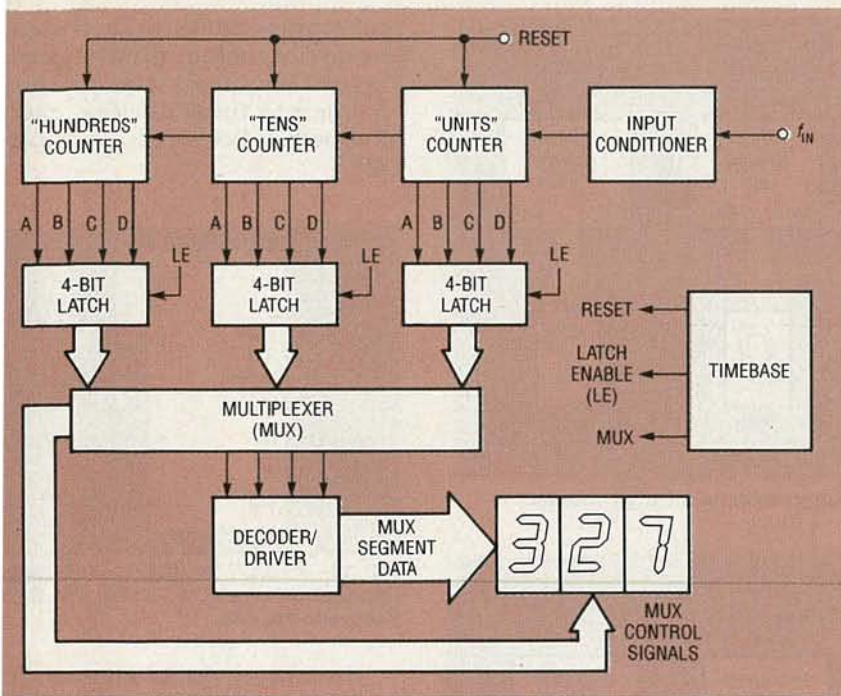 RESET
"HUNDREDS"
COUNTER
"TENS"
COUNTER
"UNITS"
COUNTER
INPUT
CONDITIONER
fIN
A B C D
A B C D
A B C D
LE
LE
LE
4-BIT
LATCH
4-BIT
LATCH
4-BIT
LATCH
RESET
LATCH
ENABLE
(LE)
MUX
TIMEBASE
MULTIPLEXER
(MUX)
DECODER/
DRIVER
MUX
SEGMENT
DATA
327
MUX
CONTROL
SIGNALS